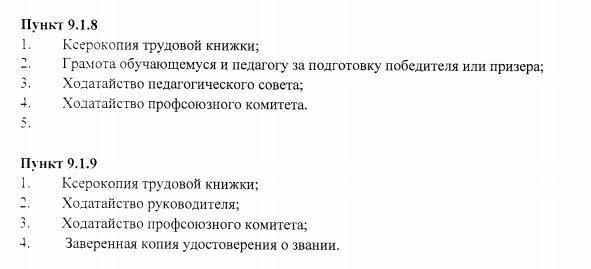 Пункт 9.1.8
1. Ксерокопия трудовой книжки;
2. Грамота обучающемуся и педагогу за подготовку победителя или призера;
3. Ходатайство педагогического совета;
4. Ходатайство профсоюзного комитета.
5.
Пункт 9.1.9
1. Ксерокопия трудовой книжки;
2. Ходатайство руководителя;
3. Ходатайство профсоюзного комитета;
4. Заверенная копия удостоверения о звании.